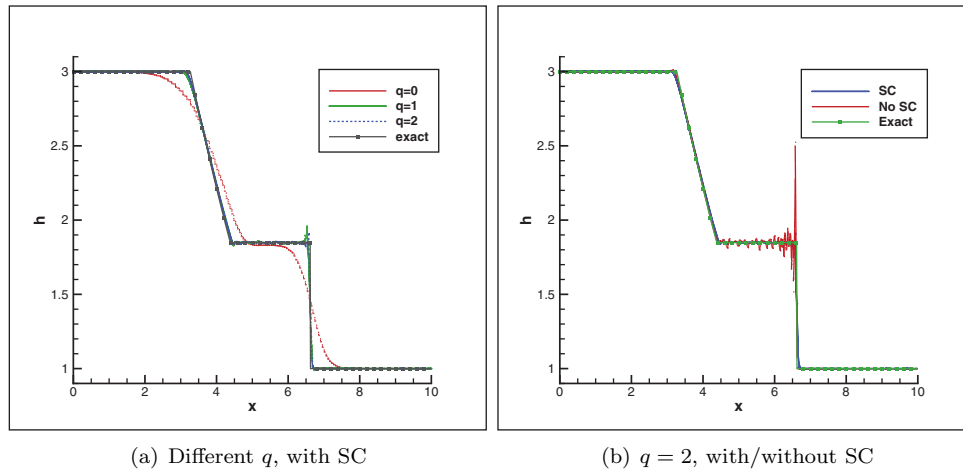 3
2.5
2
1.5
1
h
0
2
4
6
8
10
x
q=0
q=1
q=2
exact
(a) Different q, with SC
3
2.5
2
1.5
1
h
0
2
4
6
8
10
x
SC
No SC
Exact
(b) q = 2, with/without SC